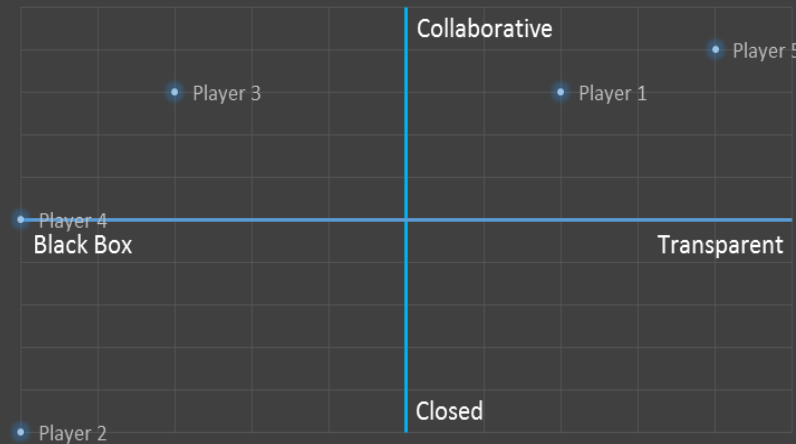 Collaborative
Player 5
Player 3
Player 1
Player 4
Black Box
Transparent
Closed
Player 2